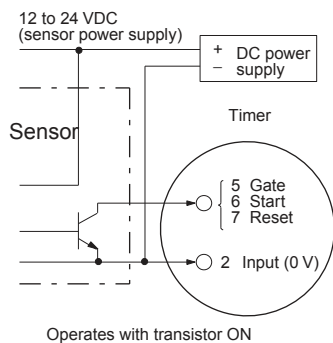 12 to 24 VDC
(sensor power supply)
+ DC power
− supply
Timer
Sensor
5 Gate
6 Start
7 Reset
2 Input (0 V)
Operates with transistor ON